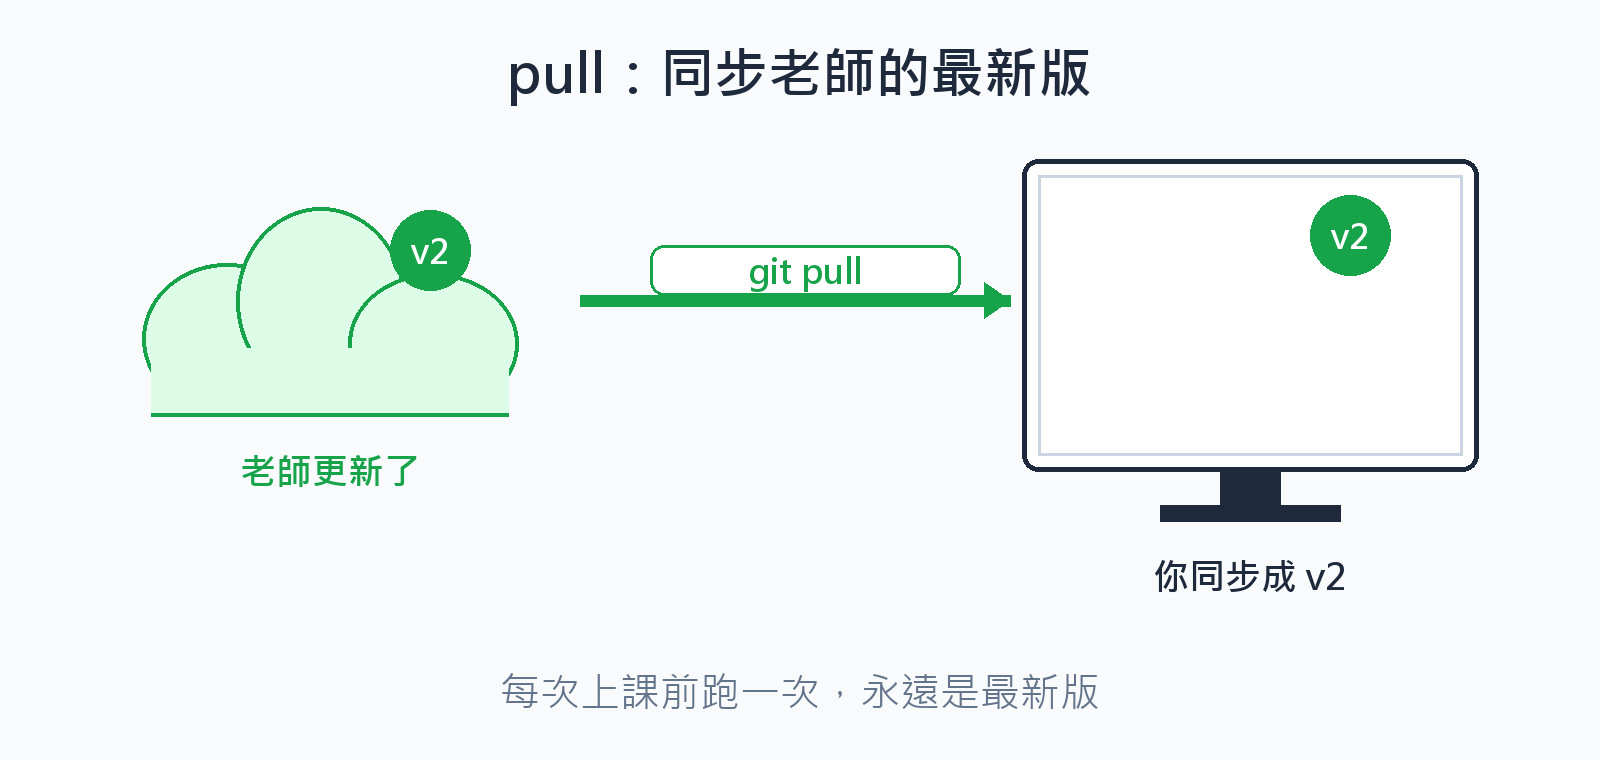 pull：同步老師的最新版
v2
v2
git pull
老師更新了
你同步成 v2
每次上課前跑一次，永遠是最新版